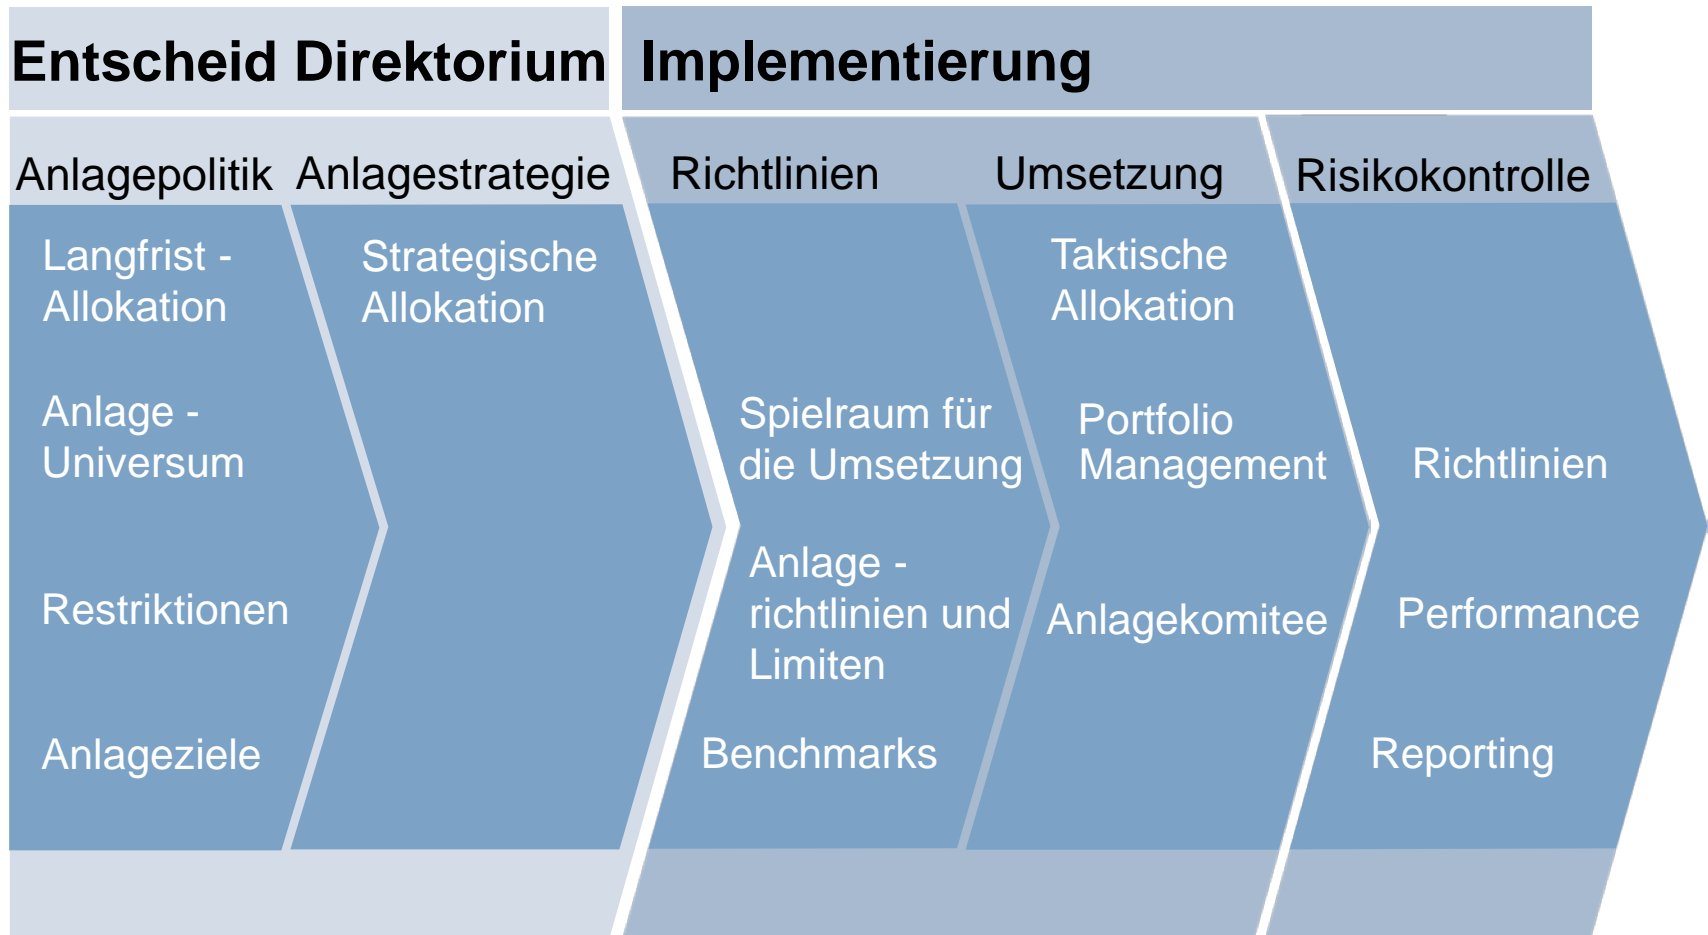 Entscheid Direktorium
Implementierung
Anlagepolitik
Langfrist -
Allokation
Anlage -
Universum
Restriktionen
Anlageziele
Anlagestrategie
Strategische
Allokation
Richtlinien
Spielraum für
die Umsetzung
Anlage -
richtlinien und
Limiten
Benchmarks
Umsetzung
Taktische
Allokation
Portfolio
Management
Anlagekomitee
Risikokontrolle
Richtlinien
Performance
Reporting